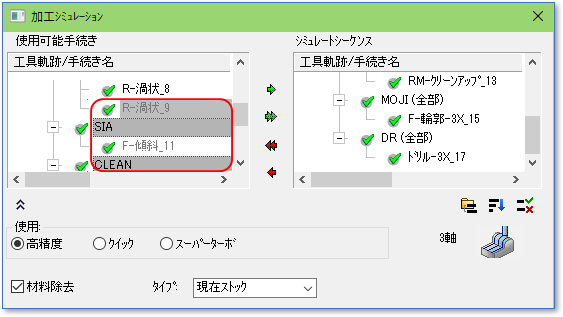 加工ｼﾐｭﾚｰｼｮﾝ
使用可能手続き
工具軌跡/手続き名
R-渦状_8
R-渦状_9
SIA
F-傾斜_11
CLEAN
ｼﾐｭﾚｰﾄｼｰｹﾝｽ
工具軌跡/手続き名
RM-ｸﾘｰﾝｱｯﾌﾟ_13
MOJI (全部)
F-輪郭-3X_15
DR (全部)
ﾄﾞﾘﾙ-3X_17
使用:
高精度
ｸｲｯｸ
ｽｰﾊﾟｰﾀｰﾎﾞ
3軸
材料除去
ﾀｲﾌﾟ:
現在ｽﾄｯｸ